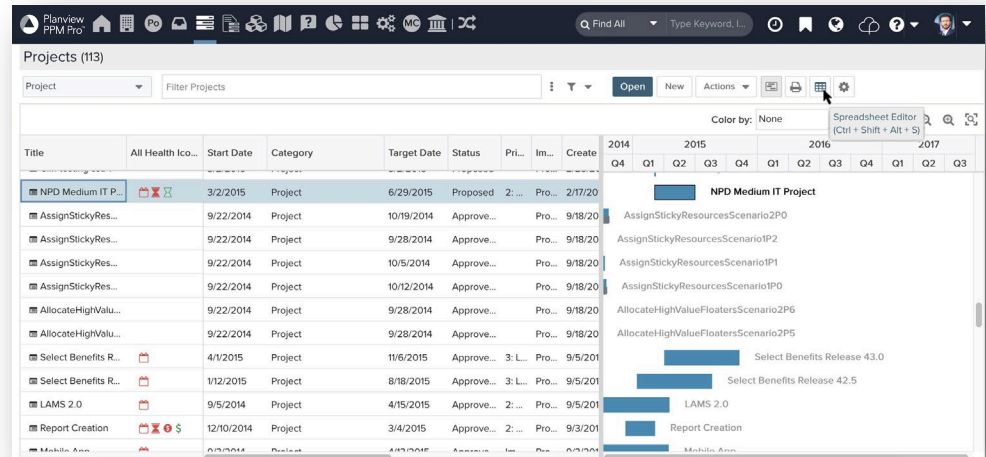 Planview PPM Pro Po MC Find All Type Keyword, I...
Projects (113)
Project Filter Projects Open New Actions
Color by: None Spreadsheet Editor (Ctrl + Shift + Alt + S)
Title All Health Ico... Start Date Category Target Date Status Pri... Im... Create 2014 2015 2016 2017
Q4 Q1 Q2 Q3 Q4 Q1 Q2 Q3 Q4 Q1 Q2 Q3
NPD Medium IT P... 3/2/2015 Project 6/29/2015 Proposed 2: ... Pro... 2/17/20 NPD Medium IT Project
AssignStickyRes... 9/22/2014 Project 10/19/2014 Approve... Pro... 9/18/20 AssignStickyResourcesScenario2P0
AssignStickyRes... 9/22/2014 Project 9/28/2014 Approve... Pro... 9/18/20 AssignStickyResourcesScenario1P2
AssignStickyRes... 9/22/2014 Project 10/5/2014 Approve... Pro... 9/18/20 AssignStickyResourcesScenario1P1
AssignStickyRes... 9/22/2014 Project 10/12/2014 Approve... Pro... 9/18/20 AssignStickyResourcesScenario1P0
AllocateHighValu... 9/22/2014 Project 9/28/2014 Approve... Pro... 9/18/20 AllocateHighValueFloatersScenario2P6
AllocateHighValu... 9/22/2014 Project 9/28/2014 Approve... Pro... 9/18/20 AllocateHighValueFloatersScenario2P5
Select Benefits R... 4/1/2015 Project 11/6/2015 Approve... 3: L... Pro... 9/5/201 Select Benefits Release 43.0
Select Benefits R... 1/12/2015 Project 8/18/2015 Approve... 3: L... Pro... 9/5/201 Select Benefits Release 42.5
LAMS 2.0 9/5/2014 Project 4/15/2015 Approve... 2: ... Pro... 9/5/201 LAMS 2.0
Report Creation $ 12/10/2014 Project 3/4/2015 Approve... 2: ... Pro... 9/3/201 Report Creation
Mobile App Project Mobile App